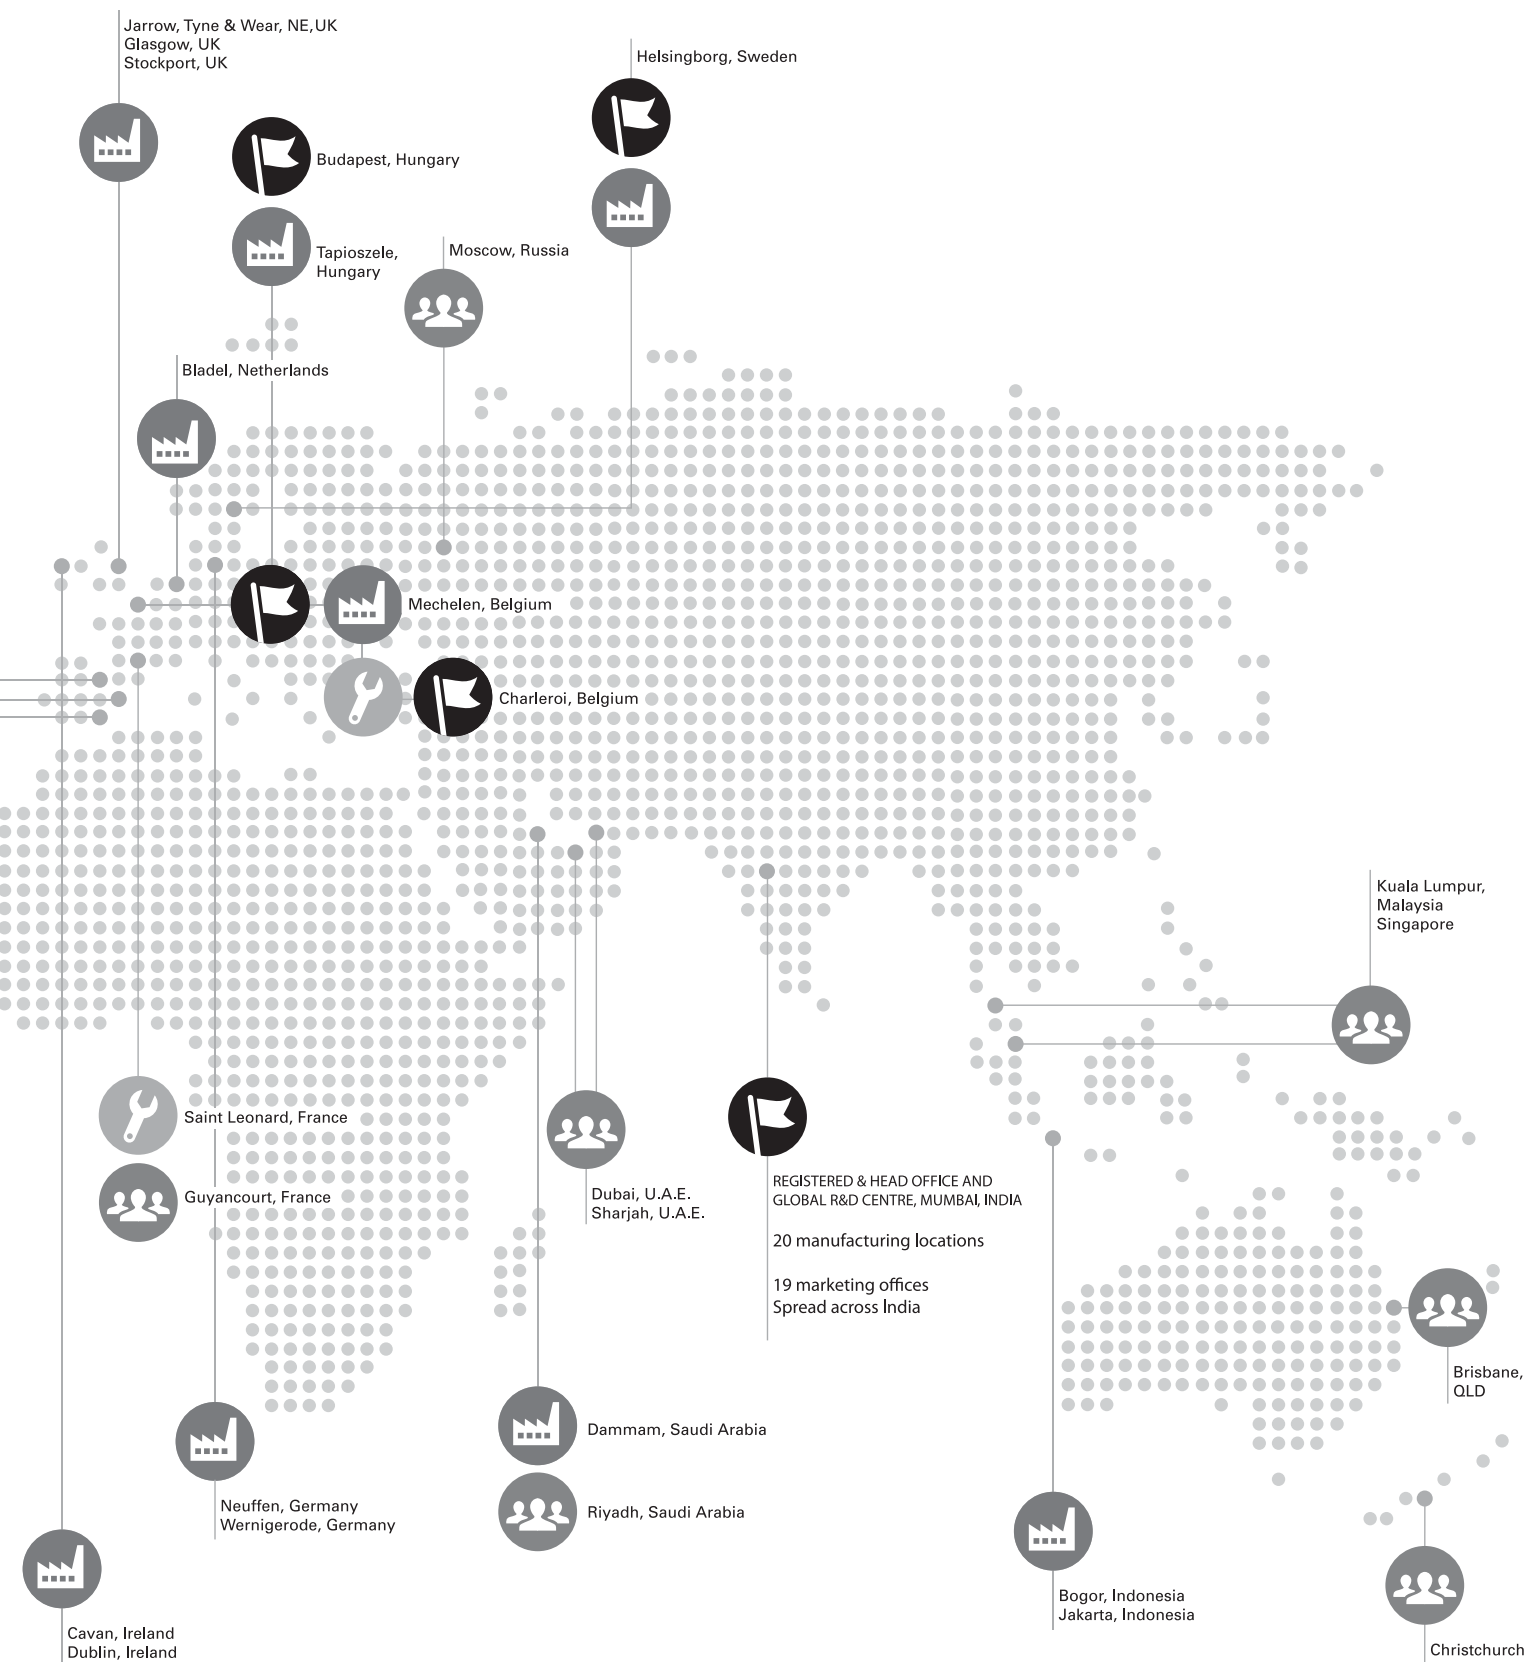 Jarrow, Tyne & Wear, NE,UK
Glasgow, UK
Stockport, UK
Helsingborg, Sweden
Budapest, Hungary
Tapioszele,
Hungary
Moscow, Russia
Bladel, Netherlands
Mechelen, Belgium
Charleroi, Belgium
Kuala Lumpur,
Malaysia
Singapore
Saint Leonard, France
Guyancourt, France
Dubai, U.A.E.
Sharjah, U.A.E.
REGISTERED & HEAD OFFICE AND
GLOBAL R&D CENTRE, MUMBAI, INDIA
20 manufacturing locations
19 marketing offices
Spread across India
Brisbane,
QLD
Dammam, Saudi Arabia
Riyadh, Saudi Arabia
Neuffen, Germany
Wernigerode, Germany
Bogor, Indonesia
Jakarta, Indonesia
Cavan, Ireland
Dublin, Ireland
Christchurch